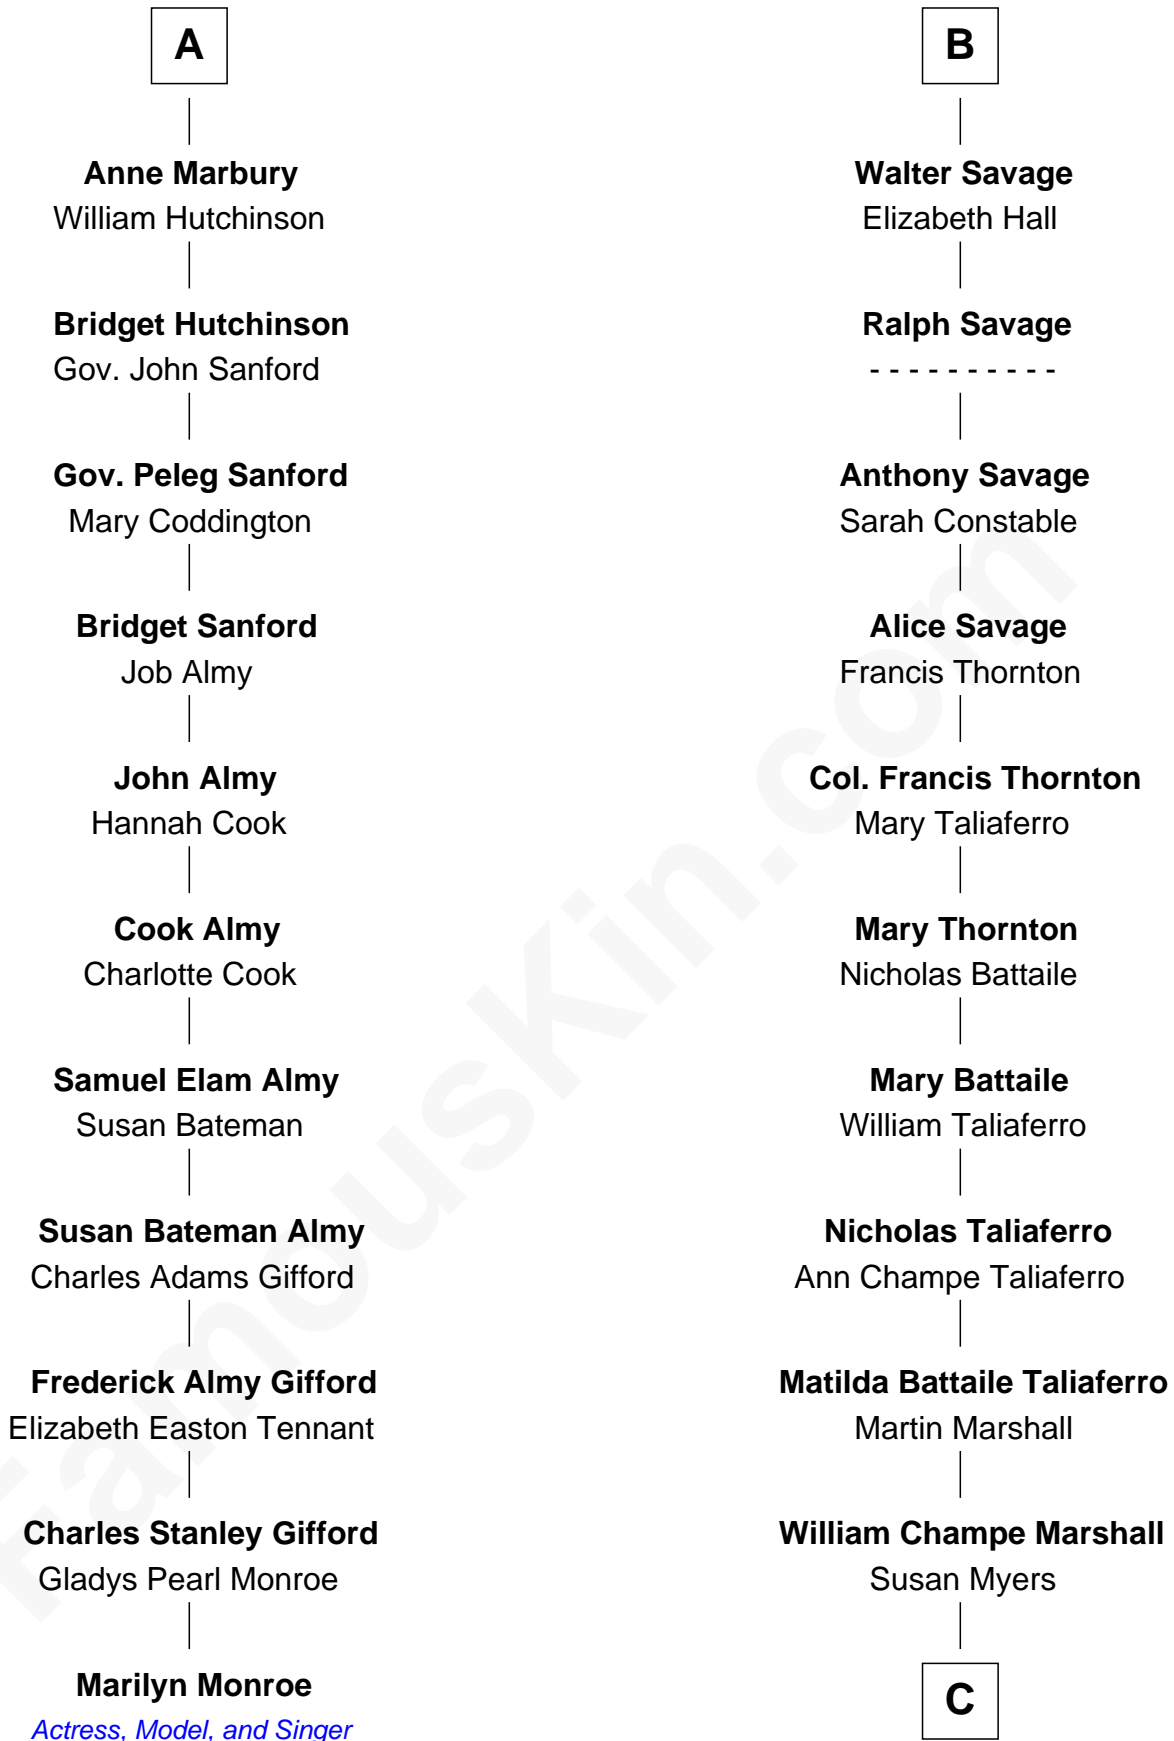 A
Anne Marbury
William Hutchinson
Bridget Hutchinson
Gov. John Sanford
Gov. Peleg Sanford
Mary Coddington
Bridget Sanford
Job Almy
John Almy
Hannah Cook
Cook Almy
Charlotte Cook
Samuel Elam Almy
Susan Bateman
Susan Bateman Almy
Charles Adams Gifford
Frederick Almy Gifford
Elizabeth Easton Tennant
Charles Stanley Gifford
Gladys Pearl Monroe
Marilyn Monroe
Actress, Model, and Singer
B
Walter Savage
Elizabeth Hall
Ralph Savage
- - - - - - - - - -
Anthony Savage
Sarah Constable
Alice Savage
Francis Thornton
Col. Francis Thornton
Mary Taliaferro
Mary Thornton
Nicholas Battaile
Mary Battaile
William Taliaferro
Nicholas Taliaferro
Ann Champe Taliaferro
Matilda Battaile Taliaferro
Martin Marshall
William Champe Marshall
Susan Myers
C
FamousKin.com